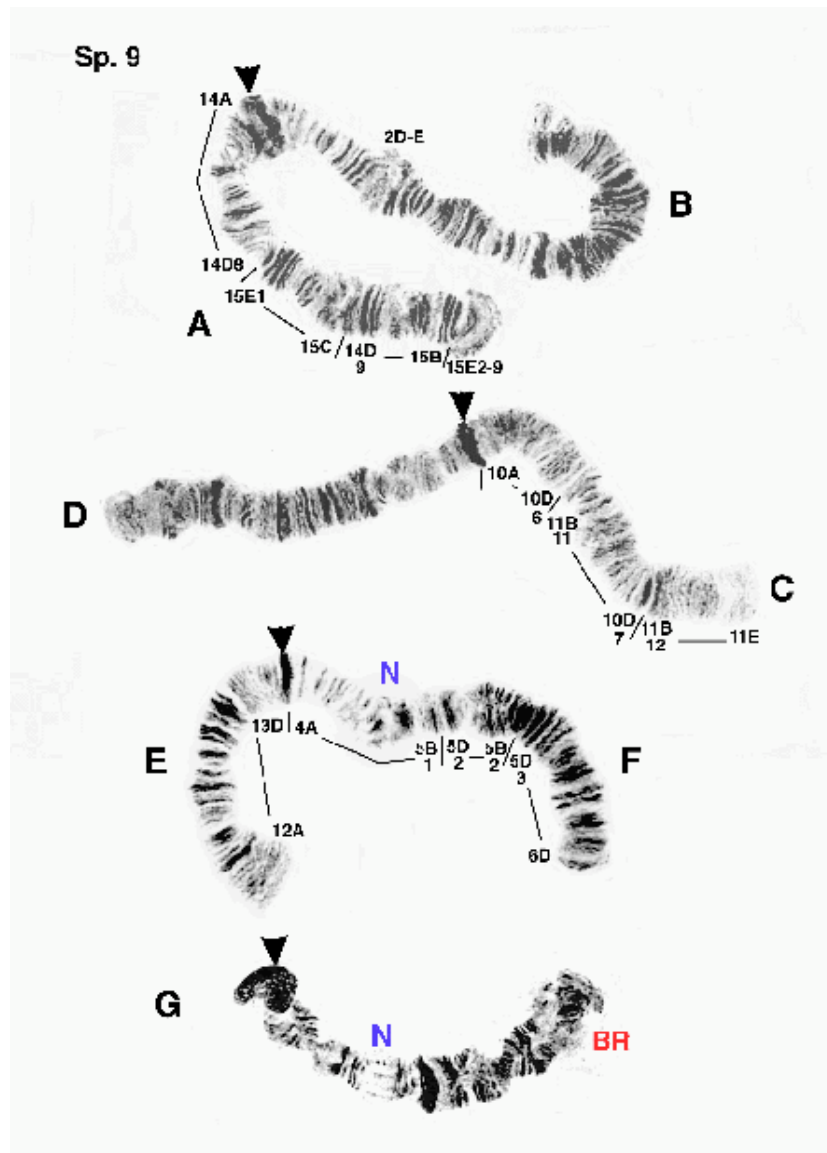 Sp. 9
14A
2D-E
B
14D8
15E1
A
15C / 14D 9 — 15B / 15E2-9
10A
D
10D 6 / 11B 11
C
10D 7 / 11B 12 — 11E
N
13D | 4A
E
5B 1 | 5D 2 — 5B 2 / 5D 3
F
12A
6D
G
N
BR